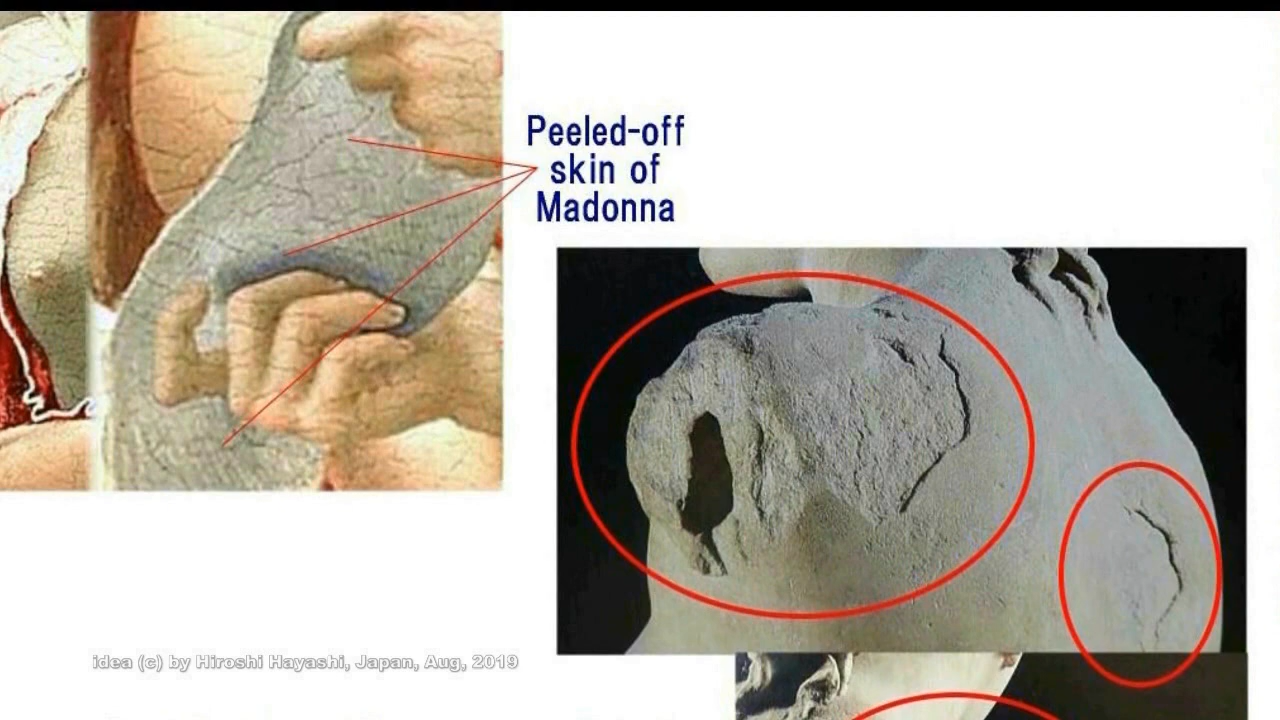 Peeled-off
skin of
Madonna
idea (c) by Hiroshi Hayashi, Japan, Aug, 2019